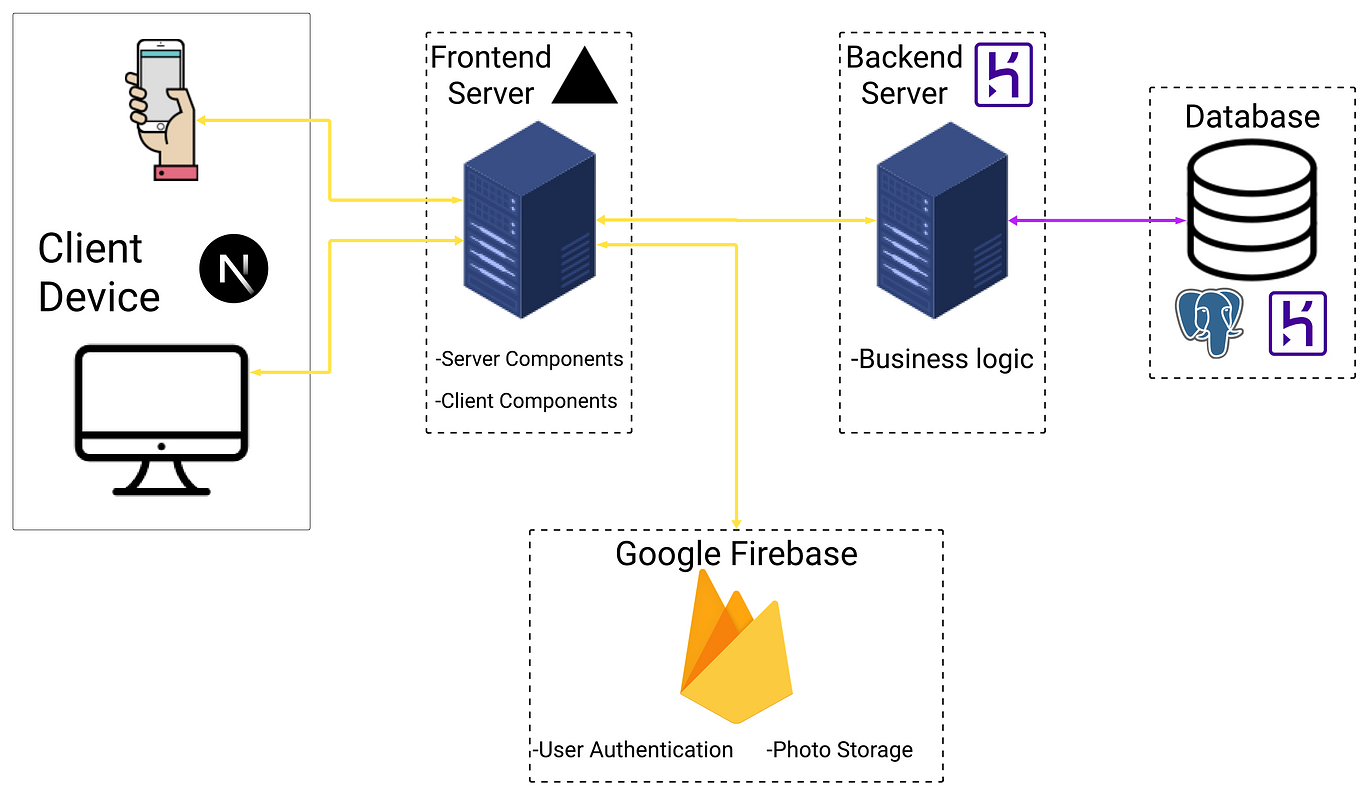 Client
Device
Frontend
Server
-Server Components
-Client Components
Backend
Server
-Business logic
Database
Google Firebase
-User Authentication
-Photo Storage